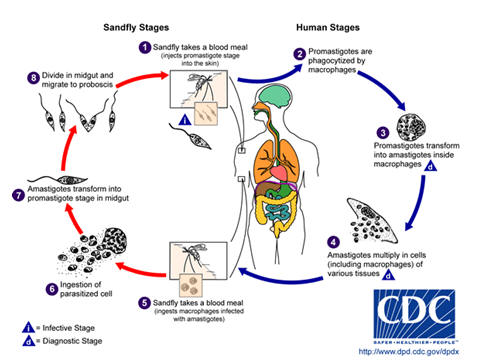 Sandfly Stages
Human Stages
1 Sandfly takes a blood meal
(injects promastigote stage
into the skin)
2 Promastigotes are
phagocytized by
macrophages
3
Promastigotes transform
into amastigotes inside
macrophages
d
4
Amastigotes multiply in cells
(including macrophages) of
various tissues
d
5 Sandfly takes a blood meal
(ingests macrophages infected
with amastigotes)
6 Ingestion of
parasitized cell
7 Amastigotes transform into
promastigote stage in midgut
8 Divide in midgut and
migrate to proboscis
i
i = Infective Stage
d = Diagnostic Stage
CDC
SAFER•HEALTHIER•PEOPLE™
http://www.dpd.cdc.gov/dpdx